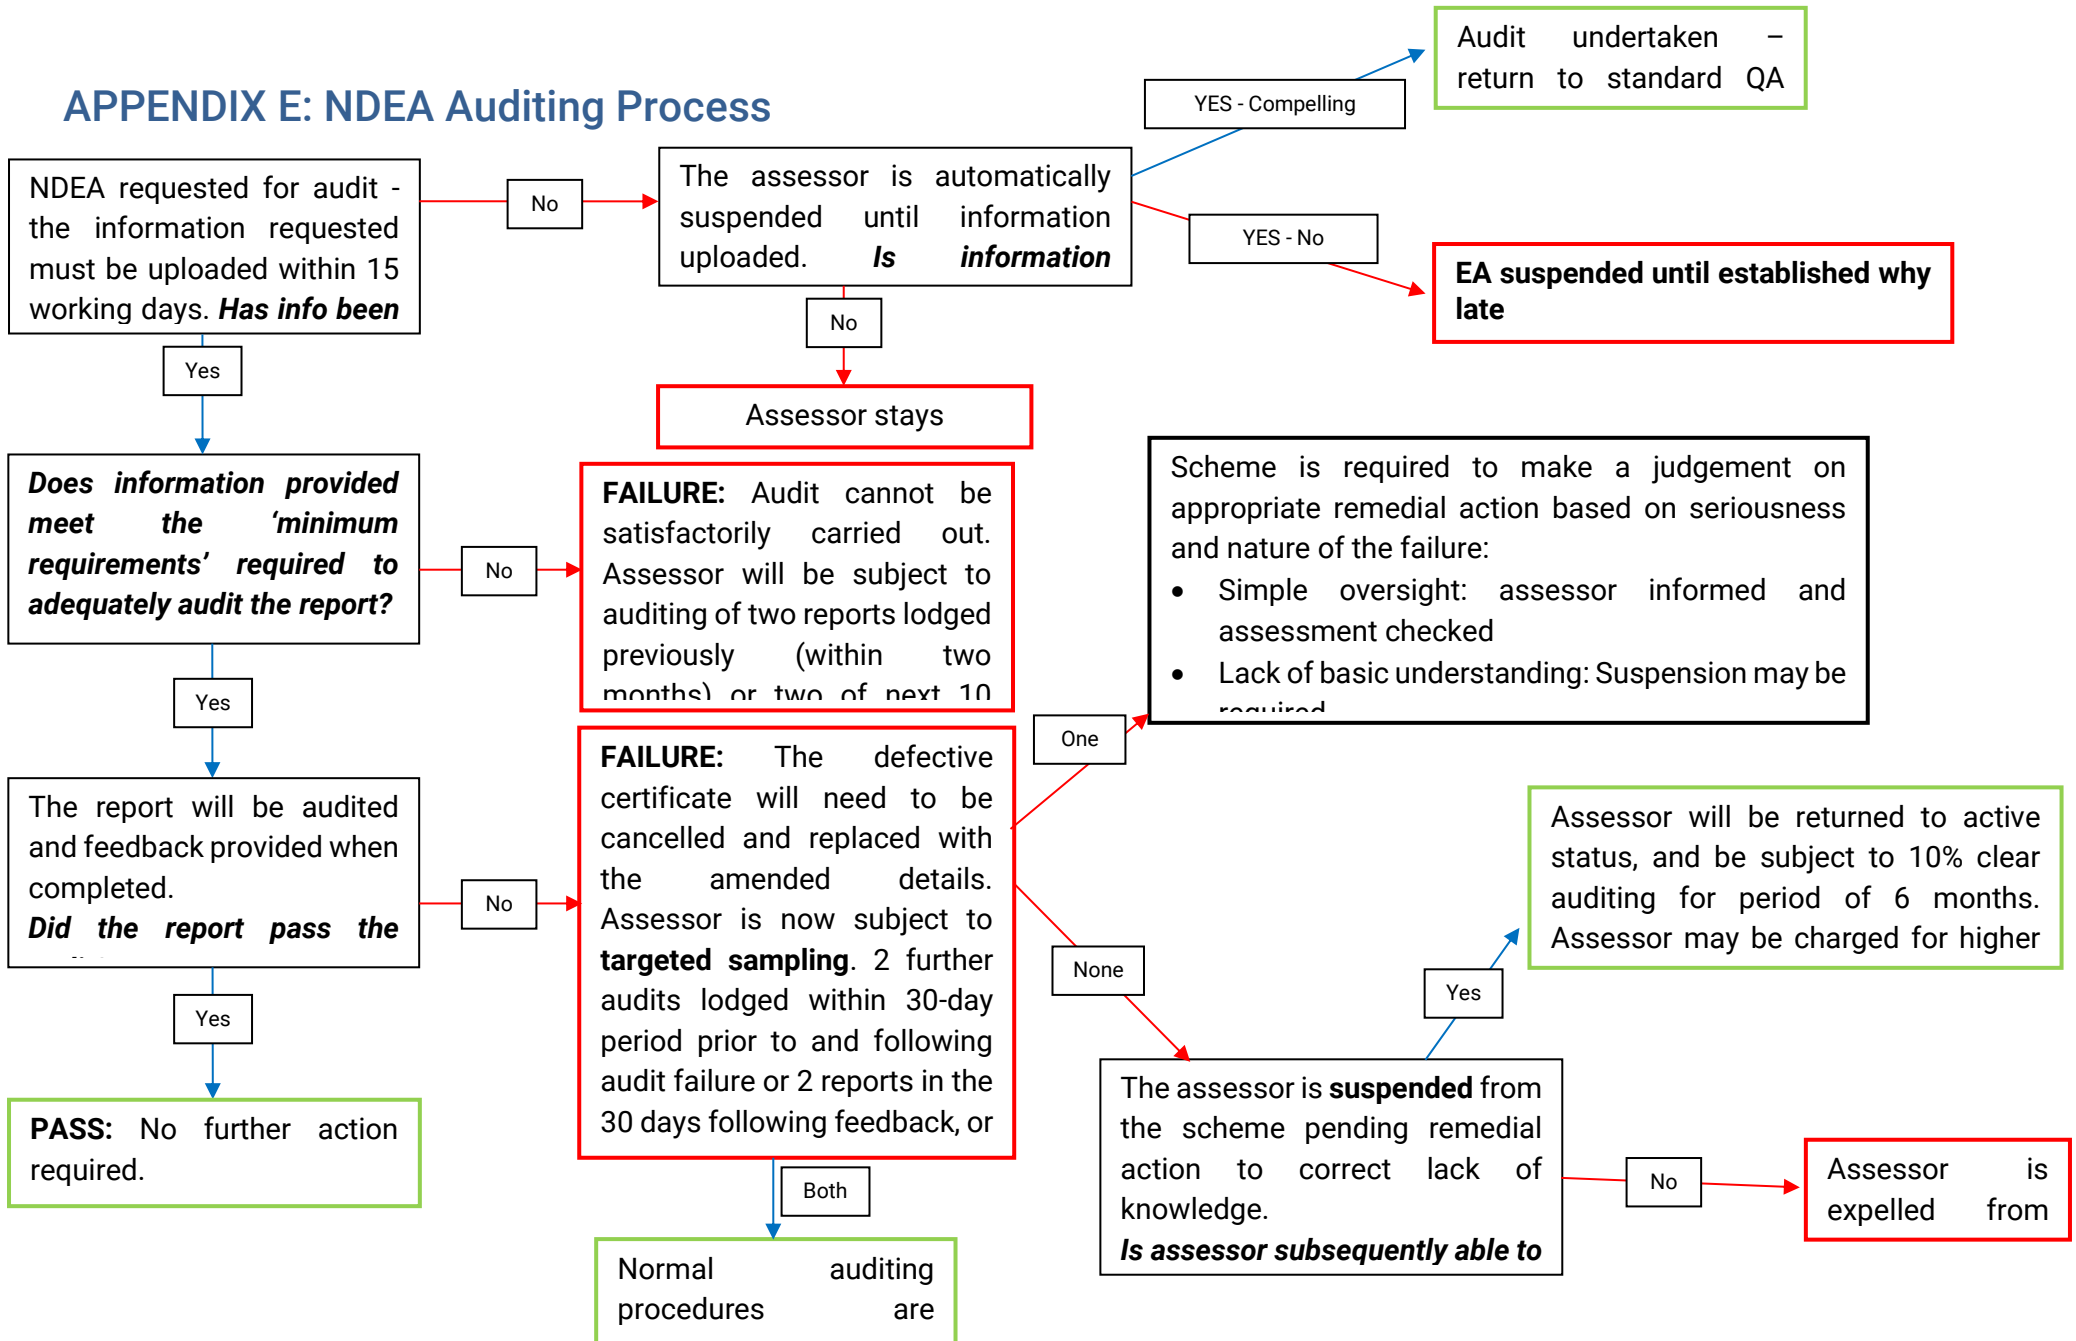 APPENDIX E: NDEA Auditing Process
Audit undertaken –
return to standard QA
YES - Compelling
NDEA requested for audit -
the information requested
must be uploaded within 15
working days. Has info been
No
The assessor is automatically
suspended until information
uploaded. Is information
YES - No
EA suspended until established why
late
No
Assessor stays
Yes
Does information provided
meet the ‘minimum
requirements’ required to
adequately audit the report?
No
FAILURE: Audit cannot be
satisfactorily carried out.
Assessor will be subject to
auditing of two reports lodged
previously (within two
months) or two of next 10
Scheme is required to make a judgement on
appropriate remedial action based on seriousness
and nature of the failure:
• Simple oversight: assessor informed and
assessment checked
• Lack of basic understanding: Suspension may be
required
Yes
The report will be audited
and feedback provided when
completed.
Did the report pass the
No
FAILURE: The defective
certificate will need to be
cancelled and replaced with
the amended details.
Assessor is now subject to
targeted sampling. 2 further
audits lodged within 30-day
period prior to and following
audit failure or 2 reports in the
30 days following feedback, or
One
None
Assessor will be returned to active
status, and be subject to 10% clear
auditing for period of 6 months.
Assessor may be charged for higher
Yes
Yes
PASS: No further action
required.
Both
Normal auditing
procedures are
The assessor is suspended from
the scheme pending remedial
action to correct lack of
knowledge.
Is assessor subsequently able to
No
Assessor is
expelled from